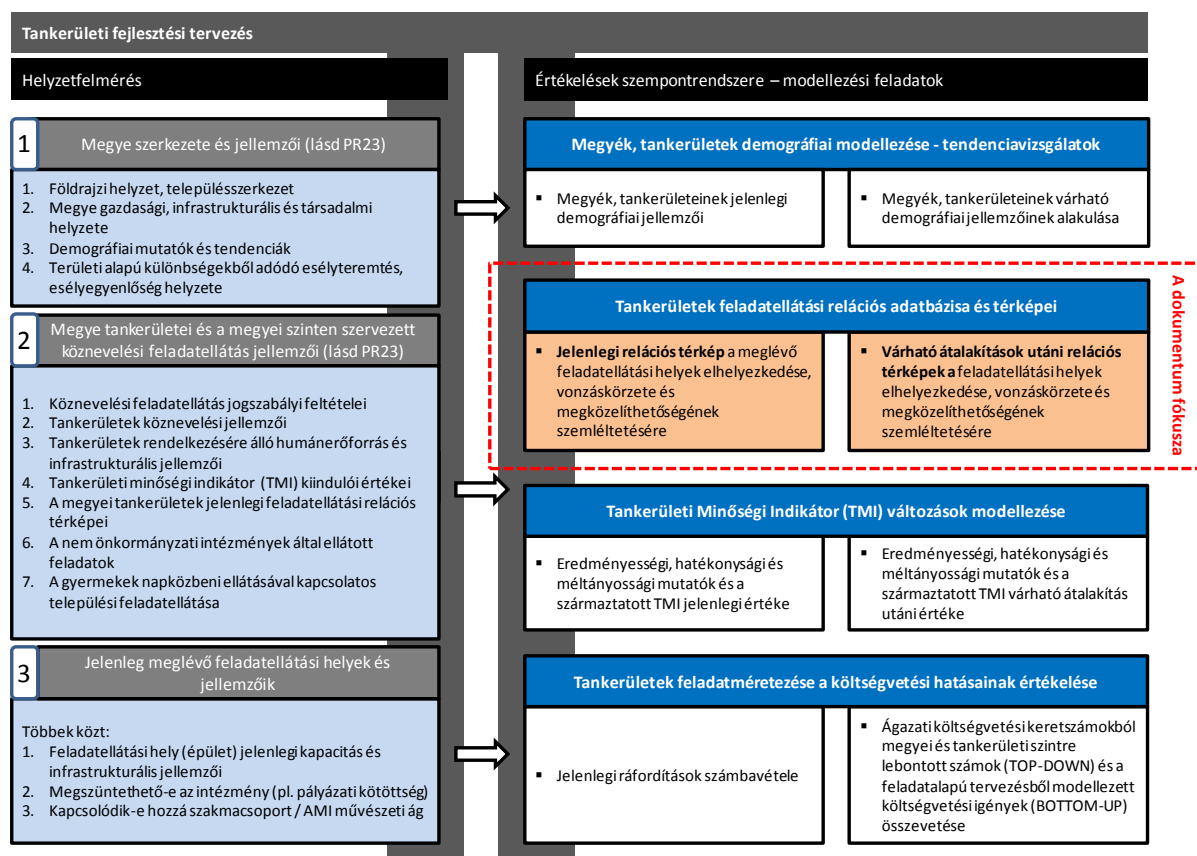 Tankerületi fejlesztési tervezés
Helyzetfelmérés
1
Megye szerkezete és jellemzői (lásd PR23)
1. Földrajzi helyzet, településszerkezet
2. Megye gazdasági, infrastrukturális és társadalmi
helyzete
3. Demográfiai mutatók és tendenciák
4. Területi alapú különbségekből adódó esélyteremtés,
esélyegyenlőség helyzete
2
Megye tankerületei és a megyei szinten szervezett
köznevelési feladatellátás jellemzői (lásd PR23)
1. Köznevelési feladatellátás jogszabályi feltételei
2. Tankerületek köznevelési jellemzői
3. Tankerületek rendelkezésére álló humánerőforrás és
infrastrukturális jellemzői
4. Tankerületi minőségi indikátor (TMI) kiindulói értékei
5. A megyei tankerületek jelenlegi feladatellátási relációs
térképei
6. A nem önkormányzati intézmények által ellátott
feladatok
7. A gyermekek napközbeni ellátásával kapcsolatos
települési feladatellátása
3
Jelenleg meglévő feladatellátási helyek és
jellemzőik
Többek közt:
1. Feladatellátási hely (épület) jelenlegi kapacitás és
infrastrukturális jellemzői
2. Megszüntethető-e az intézmény (pl. pályázati kötöttség)
3. Kapcsolódik-e hozzá szakmacsoport / AMI művészeti ág
Értékelések szempontrendszere – modellezési feladatok
Megyék, tankerületek demográfiai modellezése - tendenciavizsgálatok
▪ Megyék, tankerületeinek jelenlegi
demográfiai jellemzői
▪ Megyék, tankerületeinek várható
demográfiai jellemzőinek alakulása
Tankerületek feladatellátási relációs adatbázisa és térképei
▪ Jelenlegi relációs térkép a meglévő
feladatellátási helyek elhelyezkedése,
vonzáskörzete és
megközelíthetőségének
szemléltetésére
▪ Várható átalakítások utáni relációs
térképek a feladatellátási helyek
elhelyezkedése, vonzáskörzete és
megközelíthetőségének
szemléltetésére
A dokumentum fókusza
Tankerületi Minőségi Indikátor (TMI) változások modellezése
▪ Eredményességi, hatékonysági és
méltányossági mutatók és a
származtatott TMI jelenlegi értéke
▪ Eredményességi, hatékonysági és
méltányossági mutatók és a
származtatott TMI várható átalakítás
utáni értéke
Tankerületek feladatméretezése a költségvetési hatásainak értékelése
▪ Jelenlegi ráfordítások számbavétele
▪ Ágazati költségvetési keretszámokból
megyei és tankerületi szintre
lebontott számok (TOP-DOWN) és a
feladatalapú tervezésből modellezett
költségvetési igények (BOTTOM-UP)
összevetése